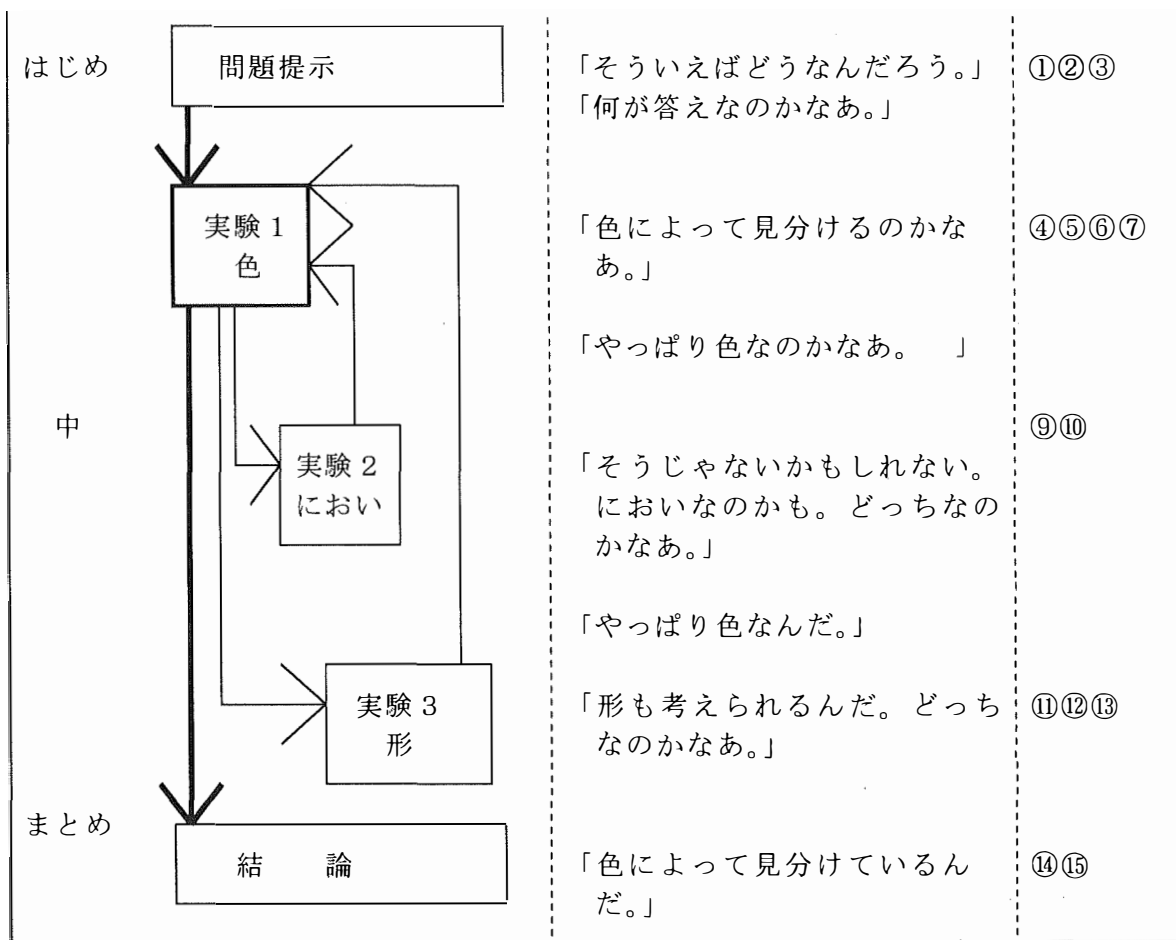 はじめ
問題提示
「そういえばどうなんだろう。」
「何が答えなのかなあ。」
①②③
実験1
色
「色によって見分けるのかな
あ。」
④⑤⑥⑦
「やっぱり色なのかなあ。 」
中
⑨⑩
実験2
におい
「そうじゃないかもしれない。
においなのかも。どっちなの
かなあ。」
「やっぱり色なんだ。」
実験3
形
「形も考えられるんだ。どっち
なのかなあ。」
⑪⑫⑬
まとめ
結 論
「色によって見分けているん
だ。」
⑭⑮